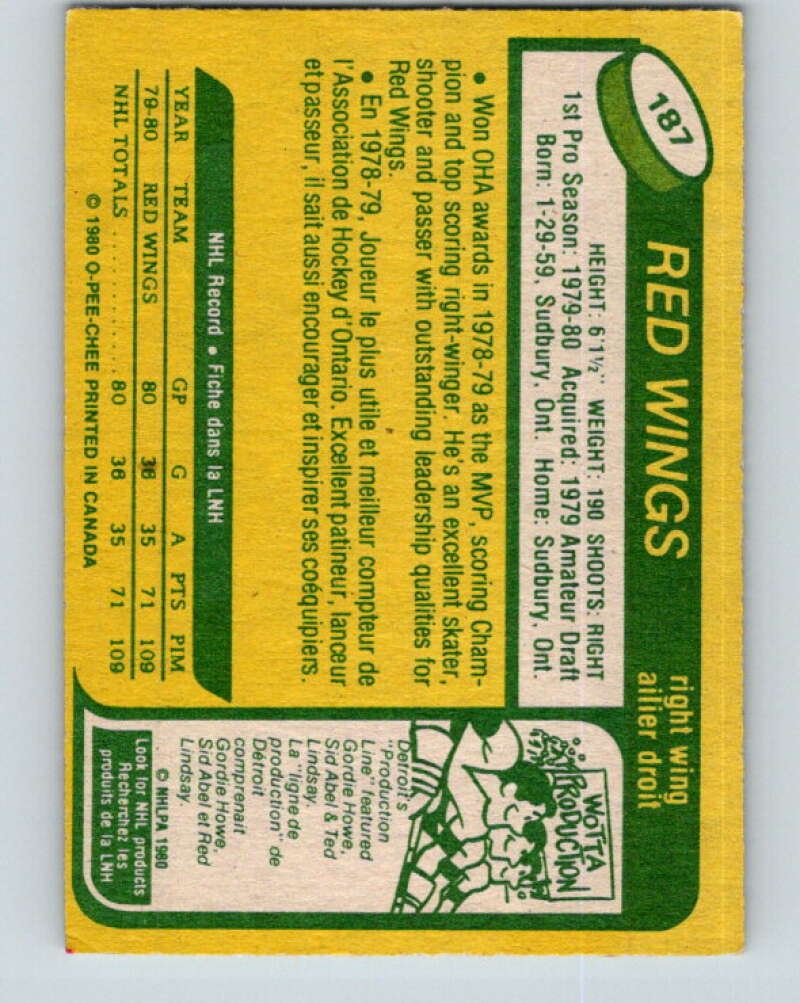 187
RED WINGS
right wing
ailier droit
HEIGHT: 6'1½" WEIGHT: 190 SHOOTS: RIGHT
1st Pro Season: 1979-80 Acquired: 1979 Amateur Draft
Born: 1-29-59, Sudbury, Ont. Home: Sudbury, Ont.
• Won OHA awards in 1978-79 as the MVP, scoring Cham-
pion and top scoring right-winger. He's an excellent skater,
shooter and passer with outstanding leadership qualities for
Red Wings.
• En 1978-79, Joueur le plus utile et meilleur compteur de
l'Association de Hockey d'Ontario. Excellent patineur, lanceur
et passeur, il sait aussi encourager et inspirer ses coéquipiers.
NHL Record • Fiche dans la LNH
YEAR TEAM GP G A PTS PIM
79-80 RED WINGS 80 36 35 71 109
NHL TOTALS .......... 80 36 35 71 109
© 1980 O-PEE-CHEE PRINTED IN CANADA
WOTTA
PRODUCTION
Detroit's
"Production
Line" featured
Gordie Howe,
Sid Abel & Ted
Lindsay.
La "ligne de
production" de
Détroit
comprenait
Gordie Howe,
Sid Abel et Red
Lindsay.
© NHLPA 1980
Look for NHL products
Recherchez les
produits de la LNH